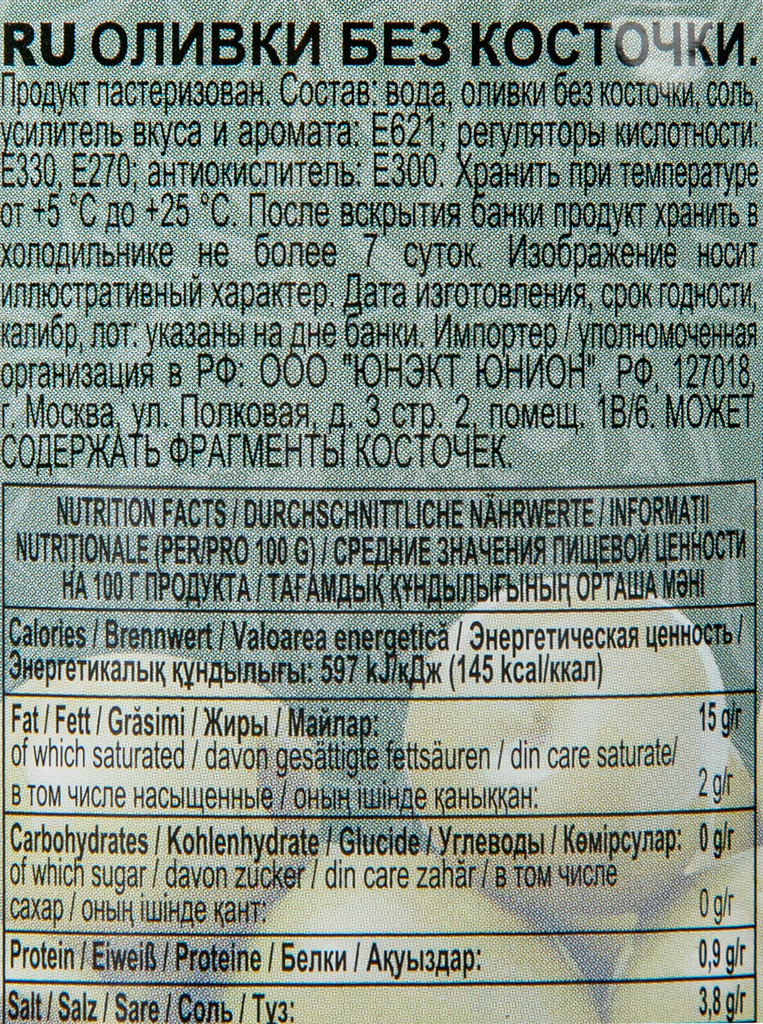 RU ОЛИВКИ БЕЗ КОСТОЧКИ.
Продукт пастеризован. Состав: вода, оливки без косточки, соль,
усилитель вкуса и аромата: Е621; регуляторы кислотности:
Е330, Е270; антиокислитель: Е300. Хранить при температуре
от +5 °С до +25 °С. После вскрытия банки продукт хранить в
холодильнике не более 7 суток. Изображение носит
иллюстративный характер. Дата изготовления, срок годности,
калибр, лот: указаны на дне банки. Импортер / уполномоченная
организация в РФ: ООО "ЮНЭКТ ЮНИОН", РФ, 127018,
г. Москва, ул. Полковая, д. 3 стр. 2, помещ. 1В/6. МОЖЕТ
СОДЕРЖАТЬ ФРАГМЕНТЫ КОСТОЧЕК.
NUTRITION FACTS / DURCHSCHNITTLICHE NÄHRWERTE / INFORMAȚII
NUTRIȚIONALE (PER/PRO 100 G) / СРЕДНИЕ ЗНАЧЕНИЯ ПИЩЕВОЙ ЦЕННОСТИ
НА 100 Г ПРОДУКТА / ТАҒАМДЫҚ ҚҰНДЫЛЫҒЫНЫҢ ОРТАША МӘНІ
Calories / Brennwert / Valoarea energetică / Энергетическая ценность /
Энергетикалық құндылығы: 597 kJ/кДж (145 kcal/ккал)
Fat / Fett / Grăsimi / Жиры / Майлар: 15 g/г
of which saturated / davon gesättigte fettsäuren / din care saturate/
в том числе насыщенные / оның ішінде қаныққан: 2 g/г
Carbohydrates / Kohlenhydrate / Glucide / Углеводы / Көмірсулар: 0 g/г
of which sugar / davon zucker / din care zahăr / в том числе
сахар / оның ішінде қант: 0 g/г
Protein / Eiweiß / Proteine / Белки / Ақуыздар: 0,9 g/г
Salt / Salz / Sare / Соль / Тұз: 3,8 g/г